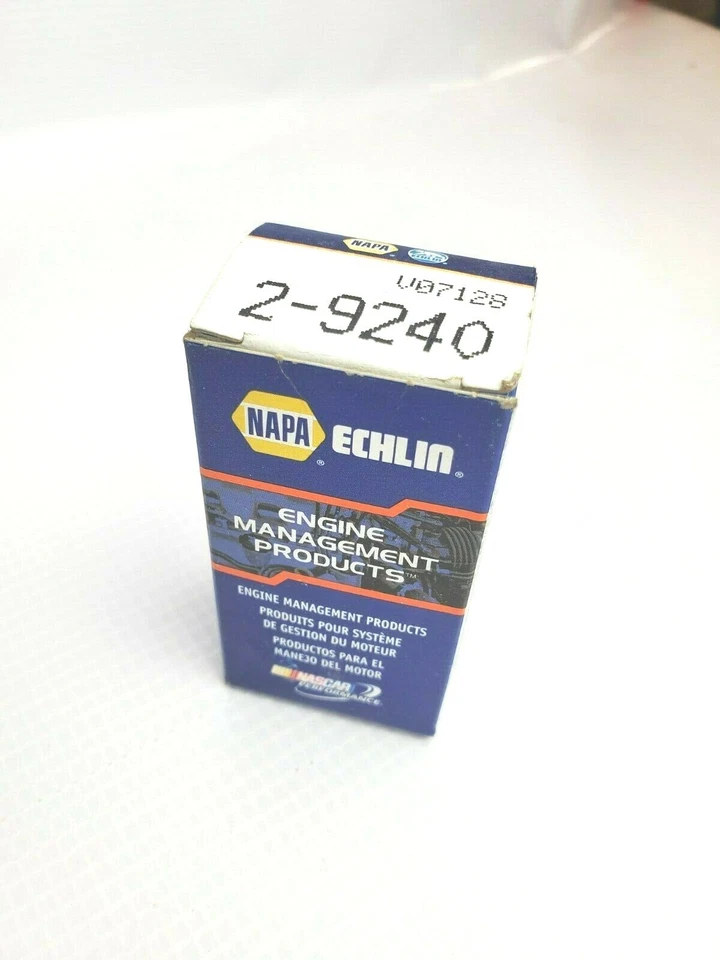 NAPA
V07128
2-9240
NAPA ® ECHLIN ®
ENGINE
MANAGEMENT
PRODUCTS™
ENGINE MANAGEMENT PRODUCTS
PRODUITS POUR SYSTÈME
DE GESTION DU MOTEUR
PRODUCTOS PARA EL
MANEJO DEL MOTOR
NASCAR
PERFORMANCE